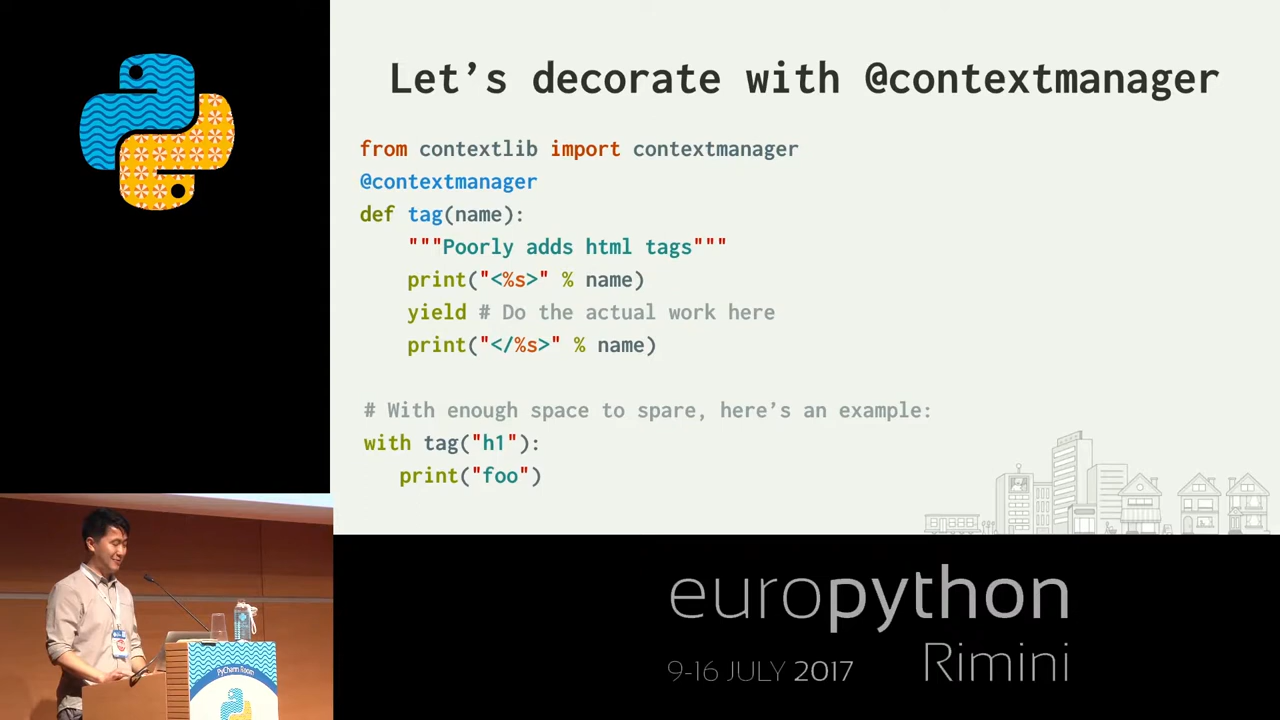 Let's decorate with @contextmanager
from contextlib import contextmanager
@contextmanager
def tag(name):
"""Poorly adds html tags"""
print("<%s>" % name)
yield # Do the actual work here
print("</%s>" % name)
# With enough space to spare, here's an example:
with tag("h1"):
print("foo")
PyCharm Room
europython
Rimini
9-16 JULY 2017